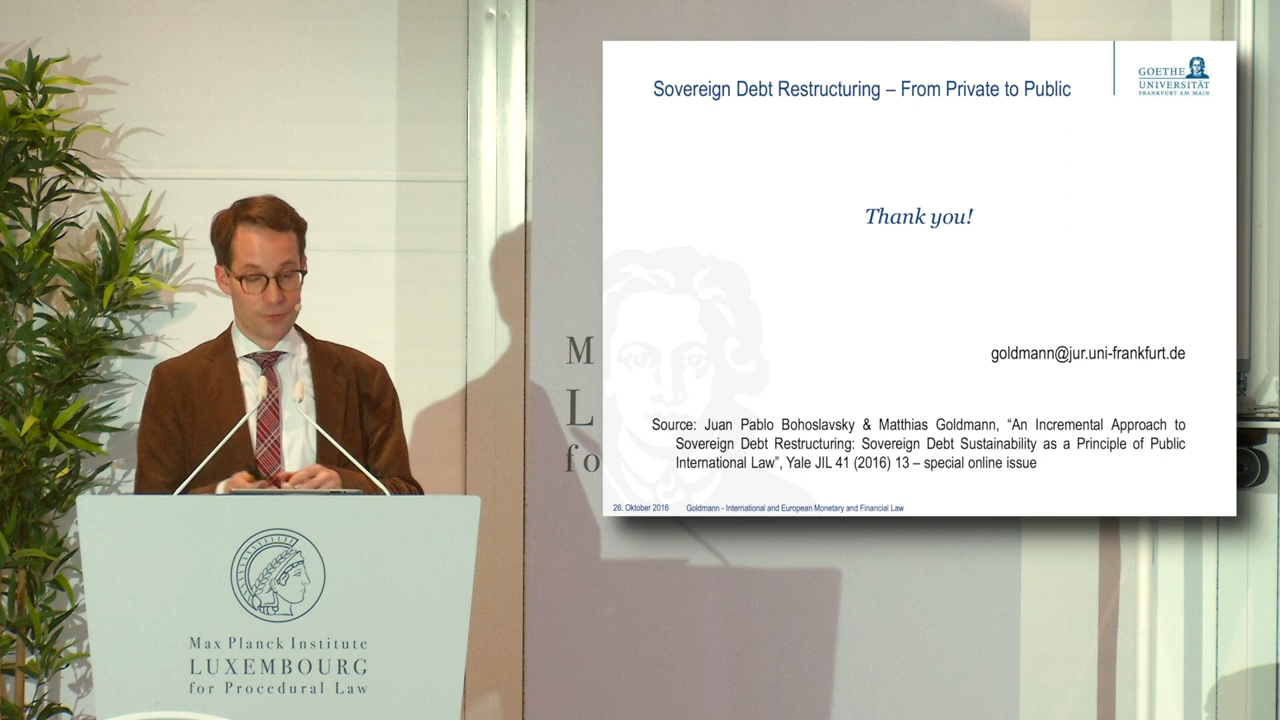 Sovereign Debt Restructuring – From Private to Public
GOETHE
UNIVERSITÄT
FRANKFURT AM MAIN
Thank you!
goldmann@jur.uni-frankfurt.de
Source: Juan Pablo Bohoslavsky & Matthias Goldmann, “An Incremental Approach to
Sovereign Debt Restructuring: Sovereign Debt Sustainability as a Principle of Public
International Law”, Yale JIL 41 (2016) 13 – special online issue
26. Oktober 2016 Goldmann - International and European Monetary and Financial Law
M
L
fo
Max Planck Institute
LUXEMBOURG
for Procedural Law